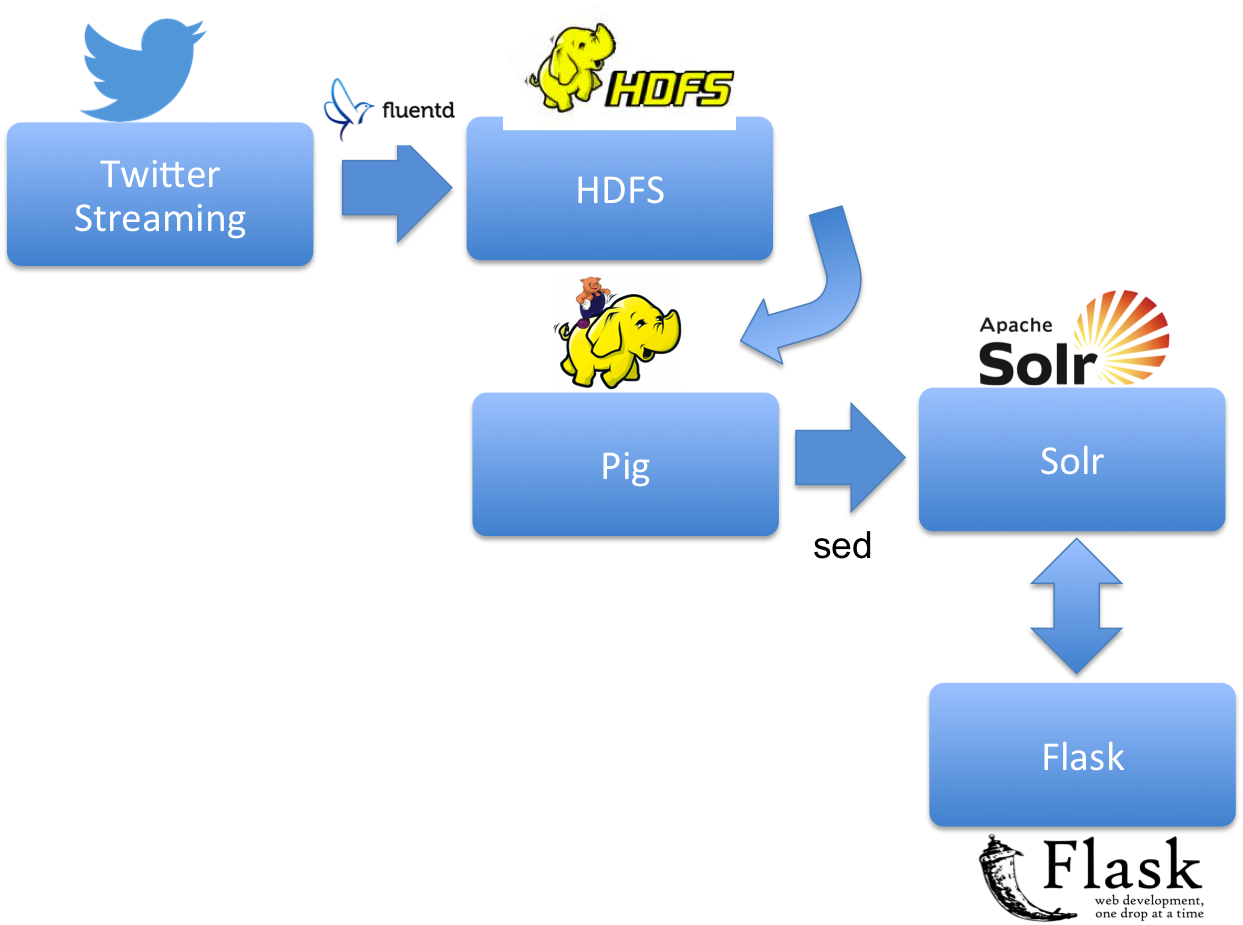 fluentd
HDFS
Twitter
Streaming
HDFS
Apache
Solr
Pig
Solr
sed
Flask
Flask
web development,
one drop at a time